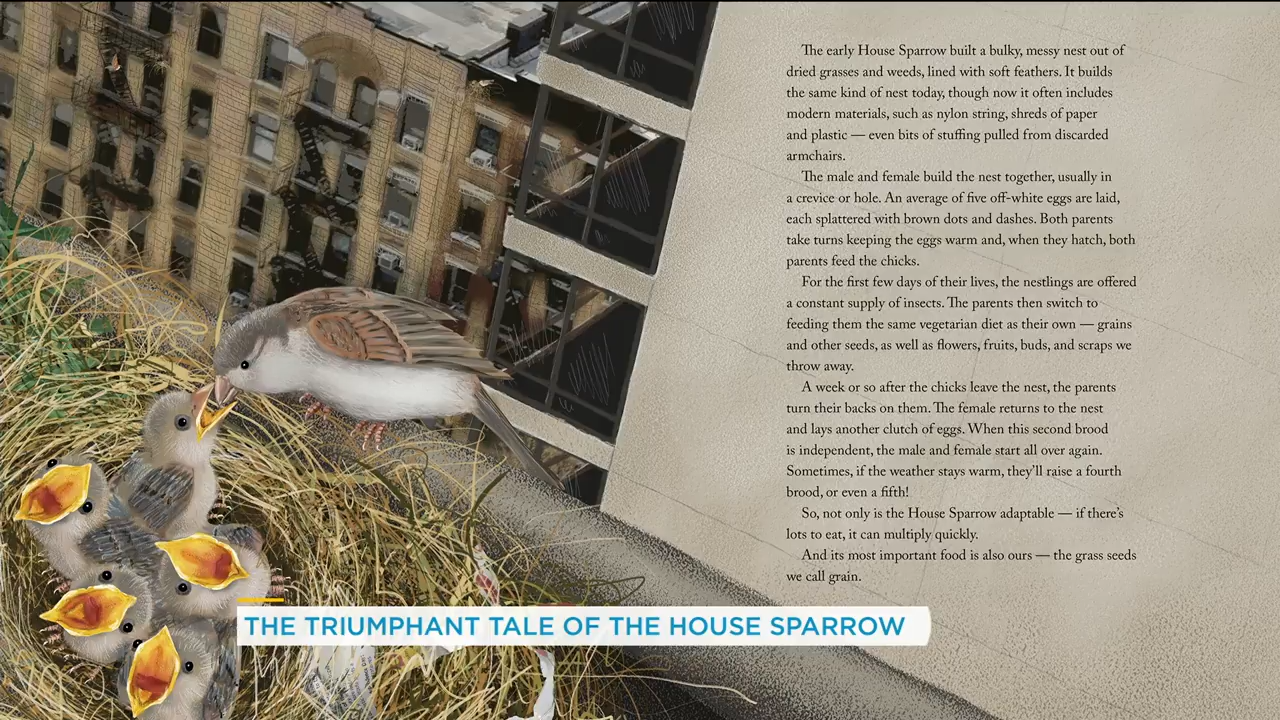 The early House Sparrow built a bulky, messy nest out of
dried grasses and weeds, lined with soft feathers. It builds
the same kind of nest today, though now it often includes
modern materials, such as nylon string, shreds of paper
and plastic — even bits of stuffing pulled from discarded
armchairs.
The male and female build the nest together, usually in
a crevice or hole. An average of five off-white eggs are laid,
each splattered with brown dots and dashes. Both parents
take turns keeping the eggs warm and, when they hatch, both
parents feed the chicks.
For the first few days of their lives, the nestlings are offered
a constant supply of insects. The parents then switch to
feeding them the same vegetarian diet as their own — grains
and other seeds, as well as flowers, fruits, buds, and scraps we
throw away.
A week or so after the chicks leave the nest, the parents
turn their backs on them. The female returns to the nest
and lays another clutch of eggs. When this second brood
is independent, the male and female start all over again.
Sometimes, if the weather stays warm, they’ll raise a fourth
brood, or even a fifth!
So, not only is the House Sparrow adaptable — if there’s
lots to eat, it can multiply quickly.
And its most important food is also ours — the grass seeds
we call grain.
THE TRIUMPHANT TALE OF THE HOUSE SPARROW